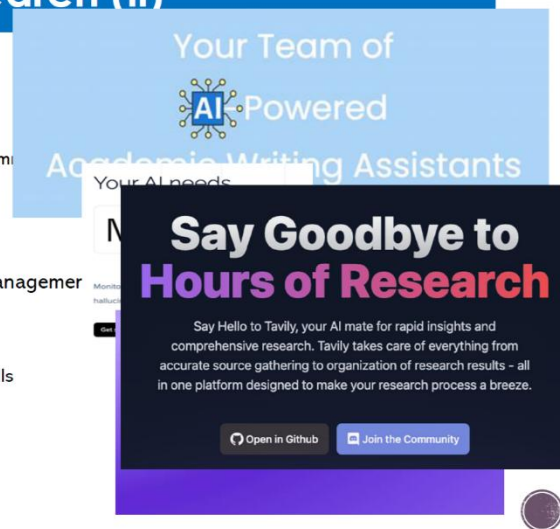 Your Team of
AI-Powered
Academic Writing Assistants
Your AI needs
Say Goodbye to
Hours of Research
Say Hello to Tavily, your AI mate for rapid insights and
comprehensive research. Tavily takes care of everything from
accurate source gathering to organization of research results - all
in one platform designed to make your research process a breeze.
Open in Github
Join the Community